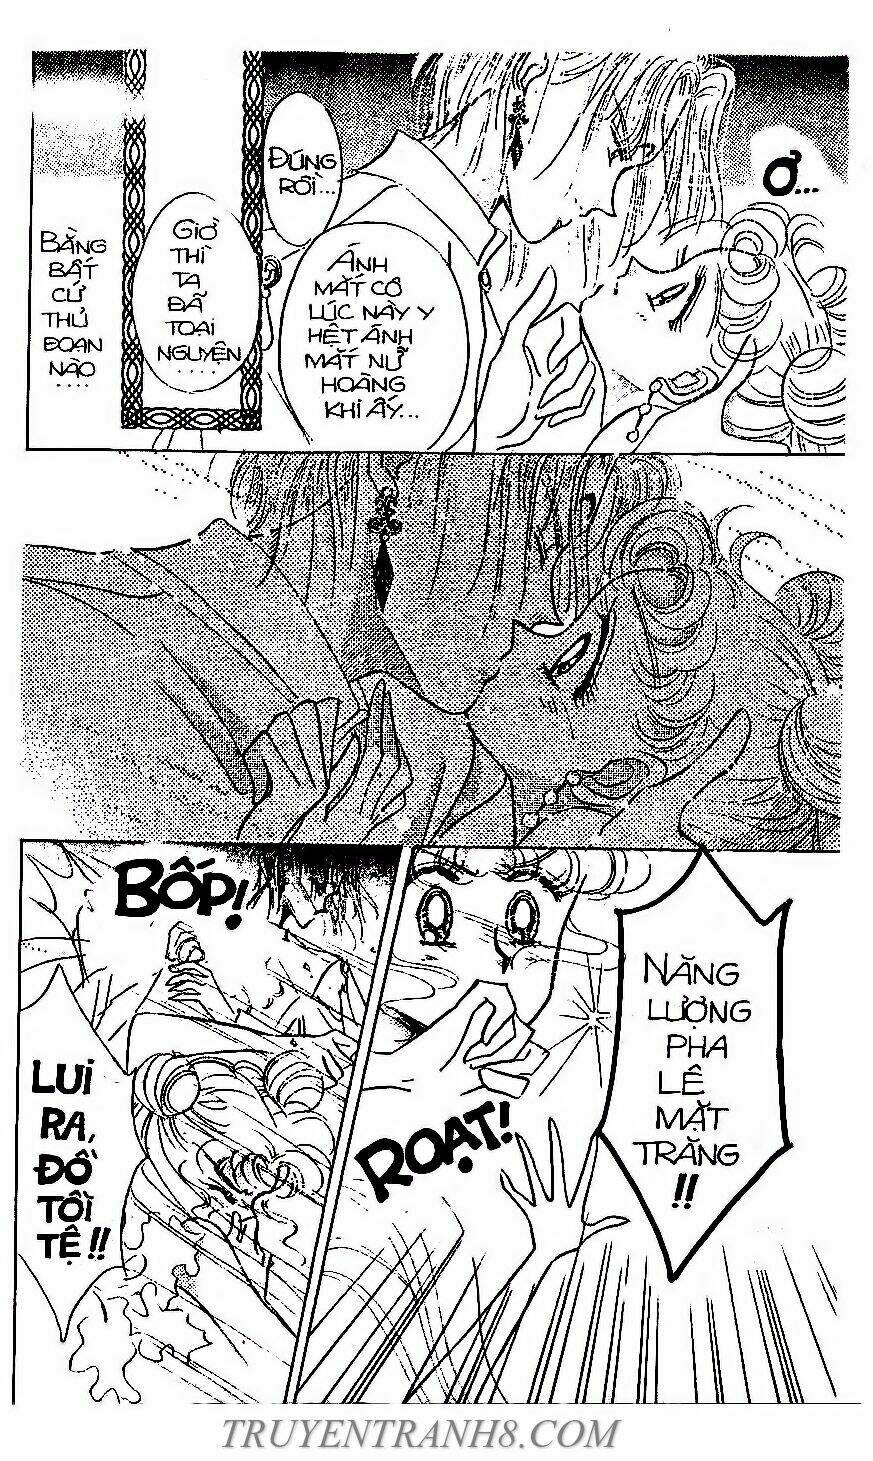 Ơ...
ĐÚNG
RỒI...
ÁNH
MẮT CÔ
LÚC NÀY Y
HỆT ÁNH
MẮT NỮ
HOÀNG
KHI ẤY...
GIỜ
THÌ
TA
ĐÃ
TOẠI
NGUYỆN
.....
BẰNG
BẤT
CỨ
THỦ
ĐOẠN
NÀO
....
NĂNG
LƯỢNG
PHA
LÊ
MẶT
TRĂNG
!!
ROẠT!
BỐP!
LUI
RA,
ĐỒ
TỒI
TỆ!!
TRUYENTRANH8.COM